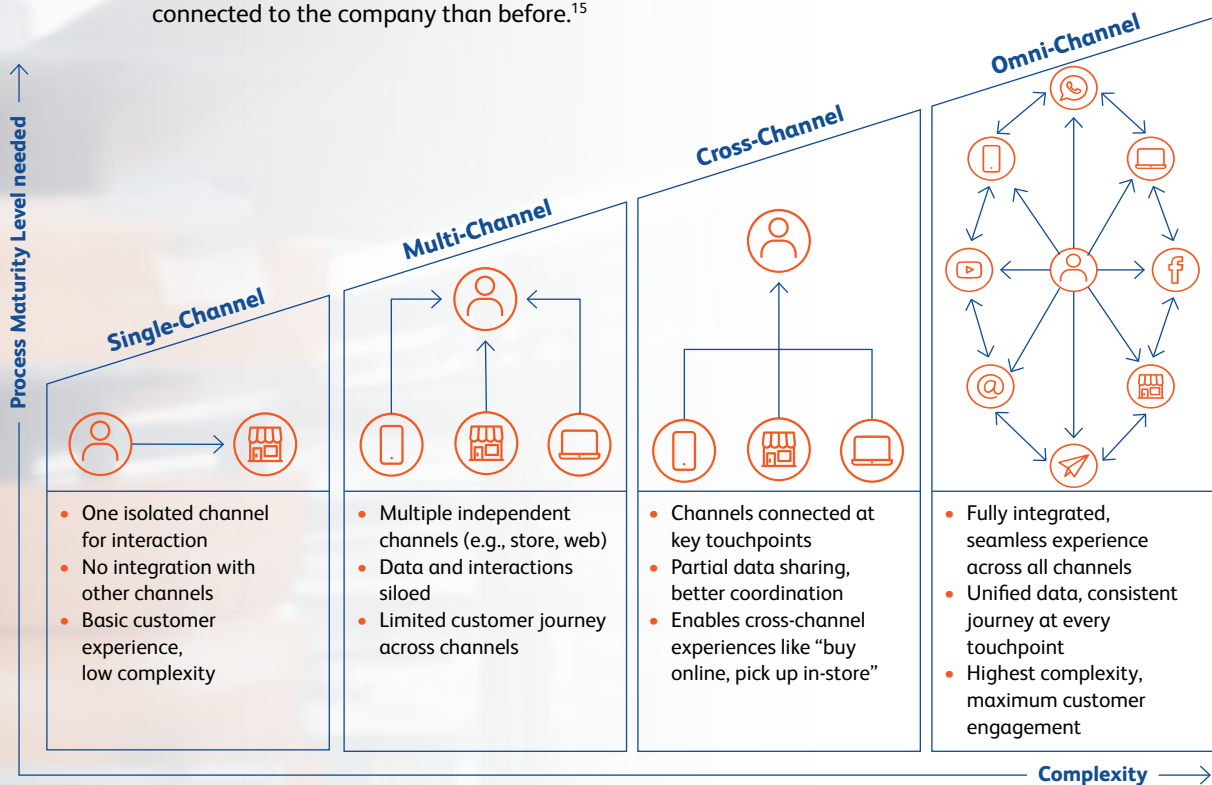 connected to the company than before.¹⁵
Process Maturity Level needed
Single-Channel
Multi-Channel
Cross-Channel
Omni-Channel
• One isolated channel
for interaction
• No integration with
other channels
• Basic customer
experience,
low complexity
• Multiple independent
channels (e.g., store, web)
• Data and interactions
siloed
• Limited customer journey
across channels
• Channels connected at
key touchpoints
• Partial data sharing,
better coordination
• Enables cross-channel
experiences like “buy
online, pick up in-store”
• Fully integrated,
seamless experience
across all channels
• Unified data, consistent
journey at every
touchpoint
• Highest complexity,
maximum customer
engagement
Complexity